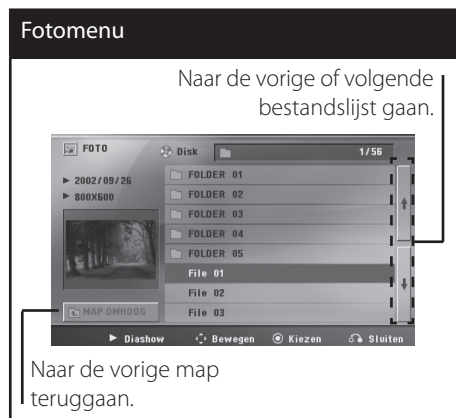 Fotomenu
Naar de vorige of volgende
bestandslijst gaan.
FOTO
Disk
1/56
2002/09/26
800X600
FOLDER 01
FOLDER 02
FOLDER 03
FOLDER 04
FOLDER 05
File 01
File 02
File 03
MAP OMHOOG
Diashow Bewegen Kiezen Sluiten
Naar de vorige map
teruggaan.